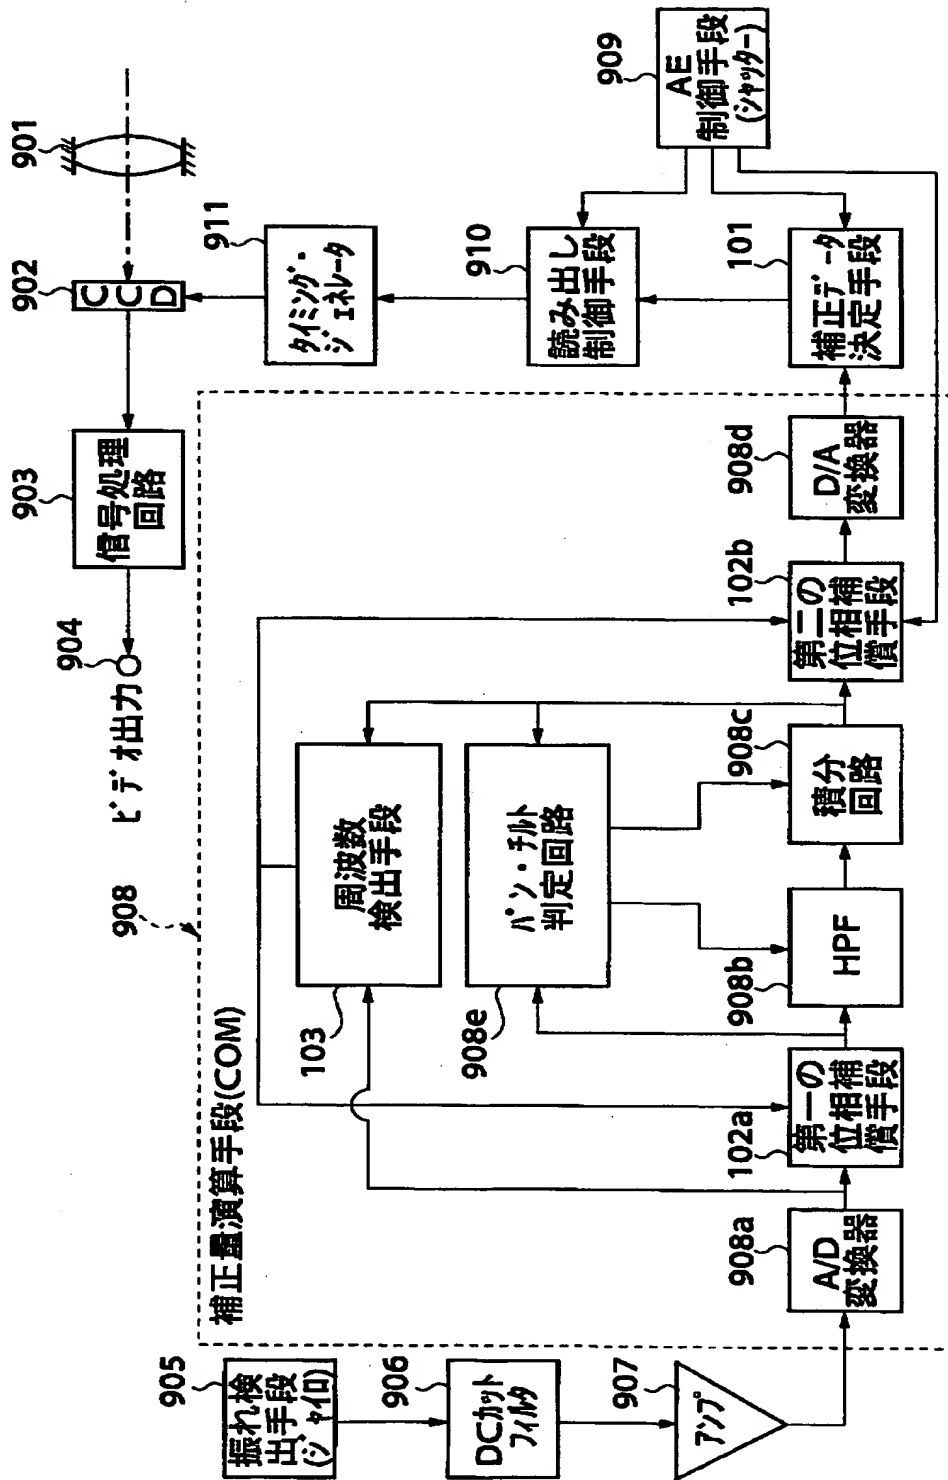 901
902
CCD
903
信号処理
回路
904
ビデオ出力
911
タイミング・
ジェネレータ
910
読み出し
制御手段
909
AE
制御手段
(シャッター)
101
補正データ
決定手段
908
補正量演算手段(COM)
103
周波数
検出手段
908e
パン・チルト
判定回路
905
振れ検
出手段
(ジャイロ)
906
DCカット
フィルタ
907
アンプ
908a
A/D
変換器
102a
第一の
位相補
償手段
908b
HPF
908c
積分
回路
102b
第二の
位相補
償手段
908d
D/A
変換器